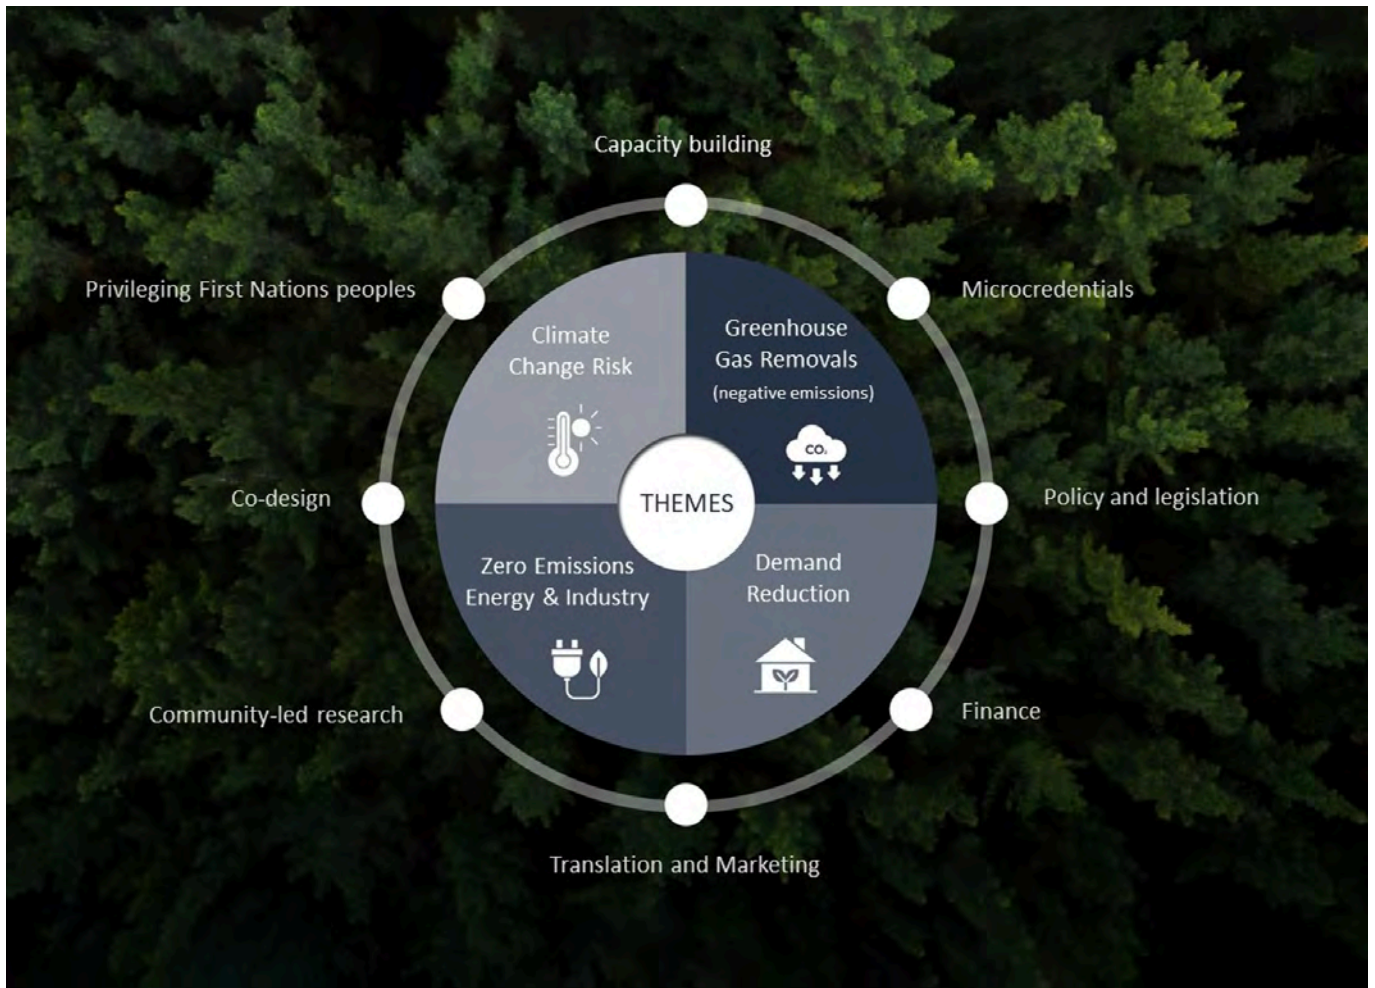 Capacity building
Privileging First Nations peoples
Microcredentials
Climate
Change Risk
Greenhouse
Gas Removals
(negative emissions)
CO₂
Co-design
THEMES
Policy and legislation
Zero Emissions
Energy & Industry
Demand
Reduction
Community-led research
Finance
Translation and Marketing